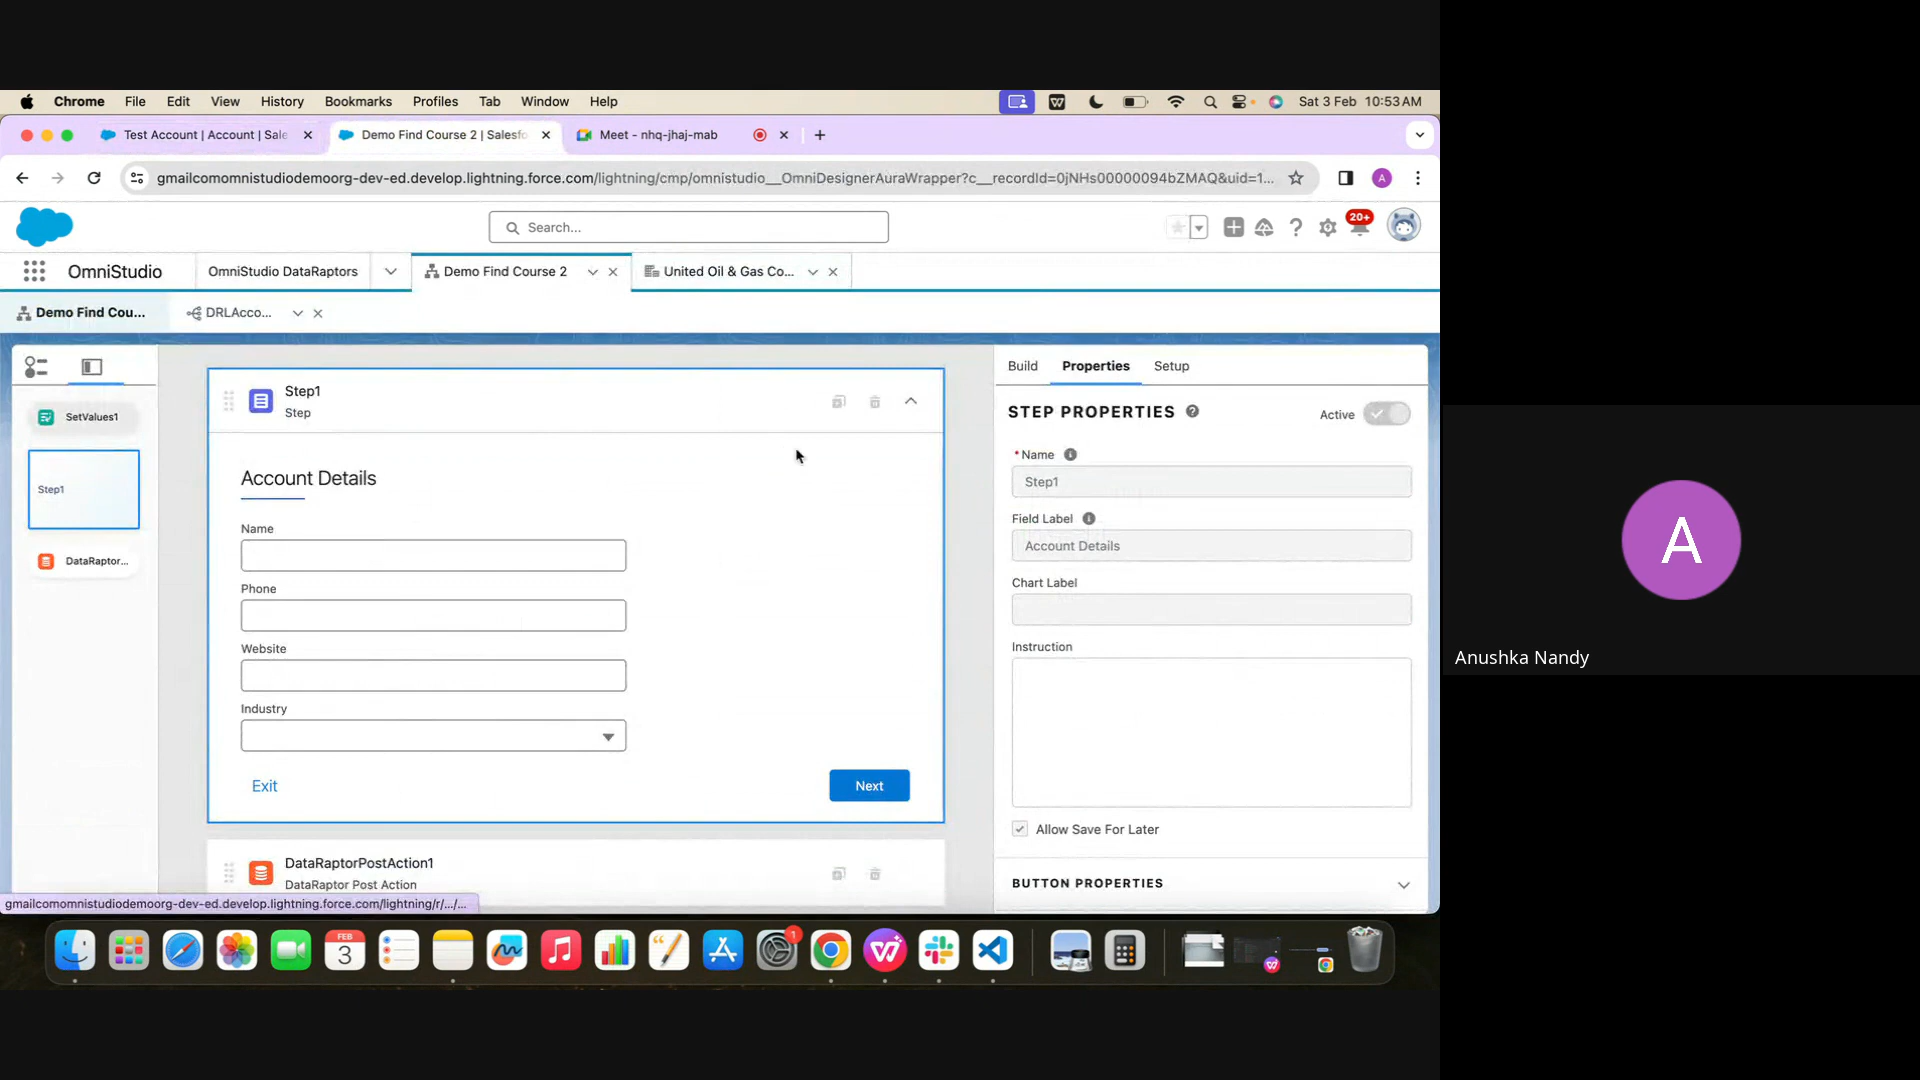 Chrome File Edit View History Bookmarks Profiles Tab Window Help
Sat 3 Feb 10:53 AM
Test Account | Account | Sale
Demo Find Course 2 | Salesfo
Meet - nhq-jhaj-mab
gmailcomomnistudiodemoorg-dev-ed.develop.lightning.force.com/lightning/cmp/omnistudio__OmniDesignerAuraWrapper?c__recordId=0jNHs00000094bZMAQ&uid=1...
A
Search...
20+
OmniStudio
OmniStudio DataRaptors
Demo Find Course 2
United Oil & Gas Co...
Demo Find Cou...
DRLAcco...
SetValues1
Step1
DataRaptor...
Step1
Step
Account Details
Name
Phone
Website
Industry
Exit
Next
DataRaptorPostAction1
DataRaptor Post Action
Build
Properties
Setup
STEP PROPERTIES
Active
* Name
Step1
Field Label
Account Details
Chart Label
Instruction
Allow Save For Later
BUTTON PROPERTIES
gmailcomomnistudiodemoorg-dev-ed.develop.lightning.force.com/lightning/r/.../...
FEB
3
1
A
Anushka Nandy